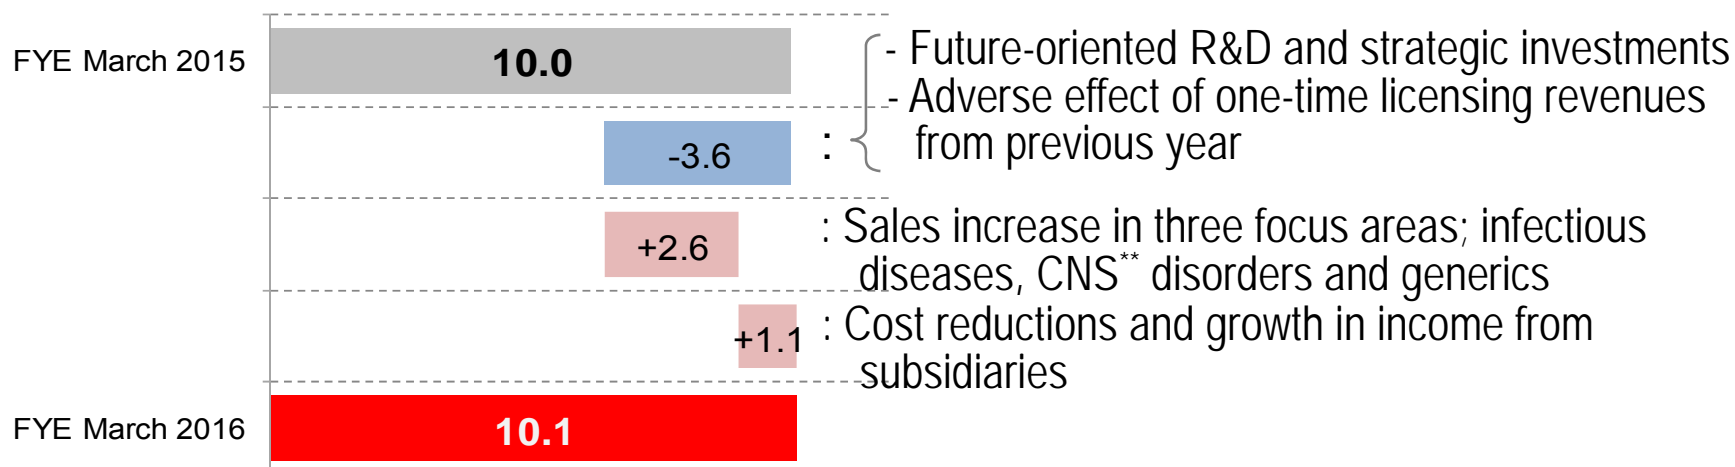 FYE March 2015
10.0
- Future-oriented R&D and strategic investments
- Adverse effect of one-time licensing revenues
from previous year
-3.6
:
+2.6
: Sales increase in three focus areas; infectious
diseases, CNS** disorders and generics
+1.1
: Cost reductions and growth in income from
subsidiaries
FYE March 2016
10.1